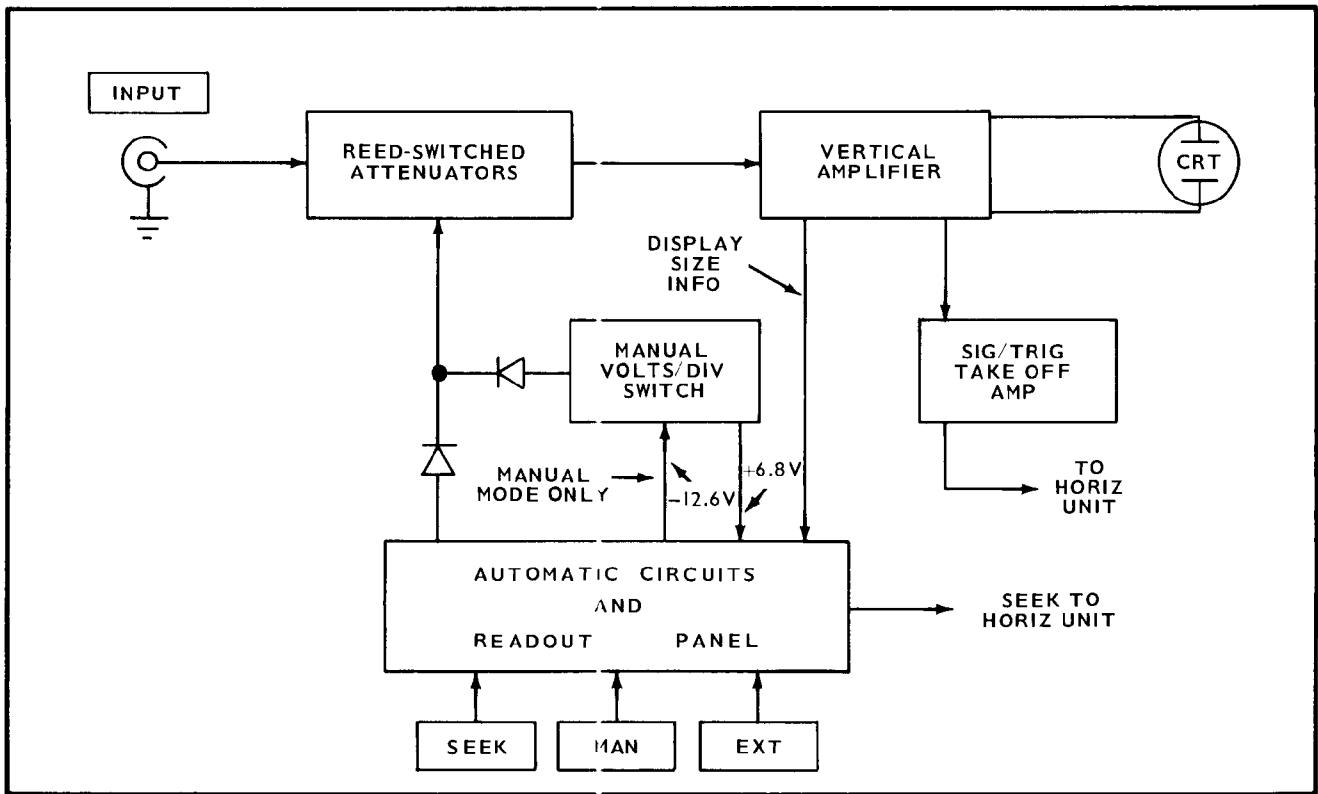 INPUT
REED-SWITCHED
ATTENUATORS
VERTICAL
AMPLIFIER
CRT
DISPLAY
SIZE
INFO
MANUAL
VOLTS/DIV
SWITCH
SIG/TRIG
TAKE OFF
AMP
MANUAL
MODE ONLY
-12.6V
+6.8V
TO
HORIZ
UNIT
AUTOMATIC CIRCUITS
AND
READOUT PANEL
SEEK TO
HORIZ UNIT
SEEK
MAN
EXT